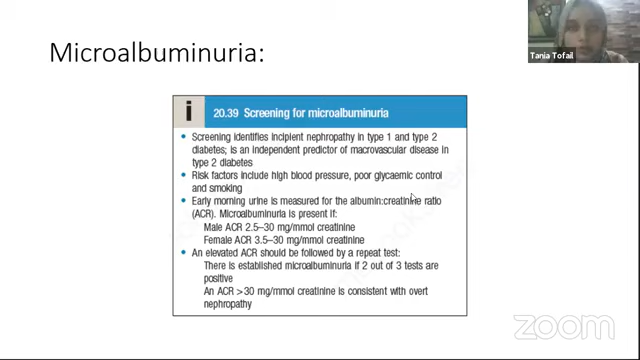 Microalbuminuria:
Tania Tofail
i 20.39 Screening for microalbuminuria
• Screening identifies incipient nephropathy in type 1 and type 2
diabetes; is an independent predictor of macrovascular disease in
type 2 diabetes
• Risk factors include high blood pressure, poor glycaemic control
and smoking
• Early morning urine is measured for the albumin:creatinine ratio
(ACR). Microalbuminuria is present if:
Male ACR 2.5–30 mg/mmol creatinine
Female ACR 3.5–30 mg/mmol creatinine
• An elevated ACR should be followed by a repeat test:
There is established microalbuminuria if 2 out of 3 tests are
positive
An ACR >30 mg/mmol creatinine is consistent with overt
nephropathy
zoom